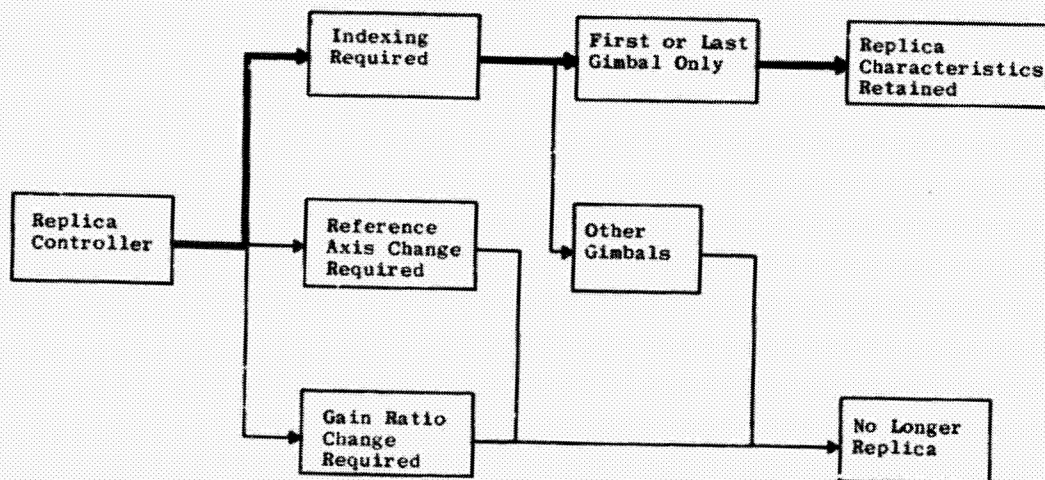 Indexing
Required
First or Last
Gimbal Only
Replica
Characteristics
Retained
Replica
Controller
Reference
Axis Change
Required
Other
Gimbals
Gain Ratio
Change
Required
No Longer
Replica